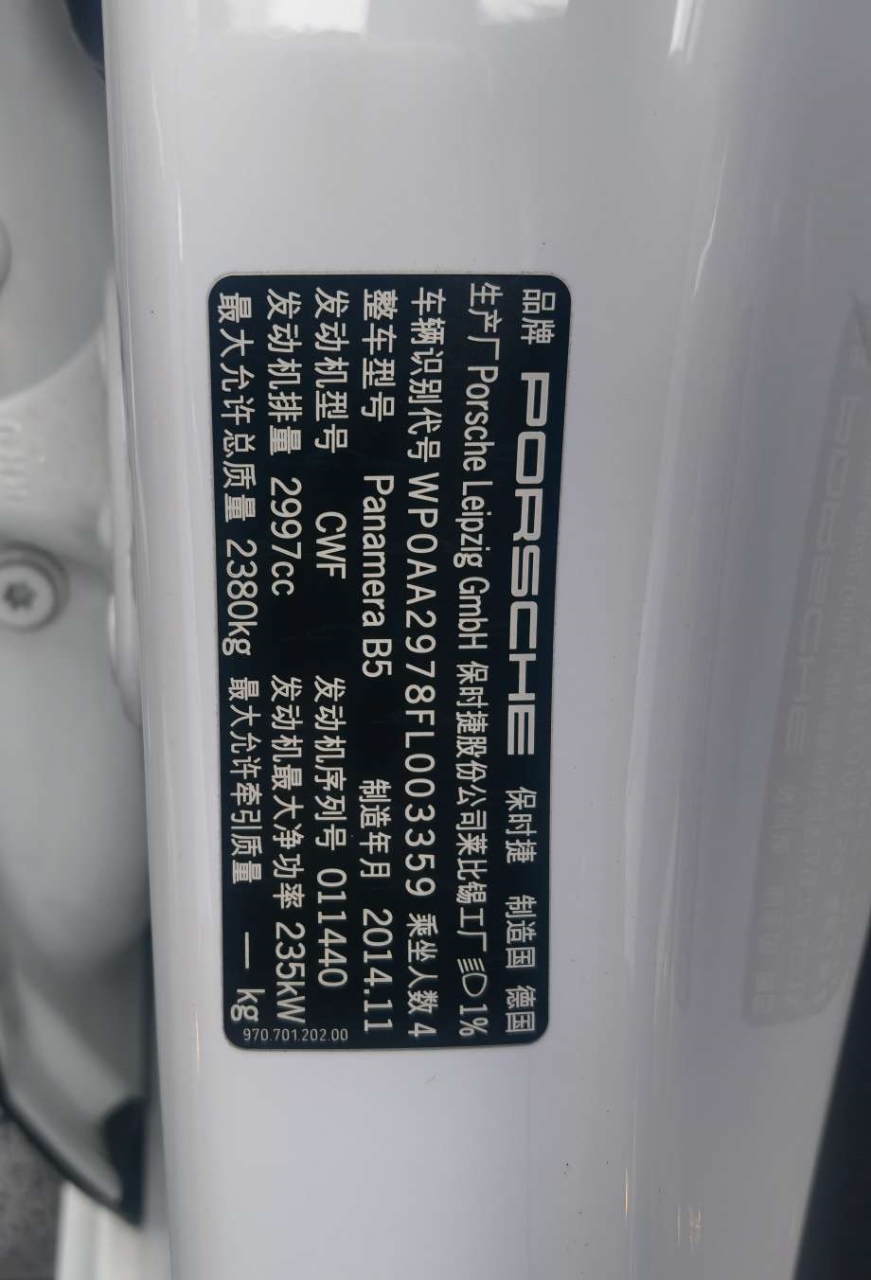 品牌 PORSCHE 保时捷 制造国 德国
生产厂 Porsche Leipzig GmbH 保时捷股份公司莱比锡工厂 1%
车辆识别代号 WP0AA2978FL003359 乘坐人数 4
整车型号 Panamera B5 制造年月 2014.11
发动机型号 CWF 发动机序列号 011440
发动机排量 2997cc 发动机最大净功率 235kW
最大允许总质量 2380kg 最大允许牵引质量 — kg
970.701.202.00